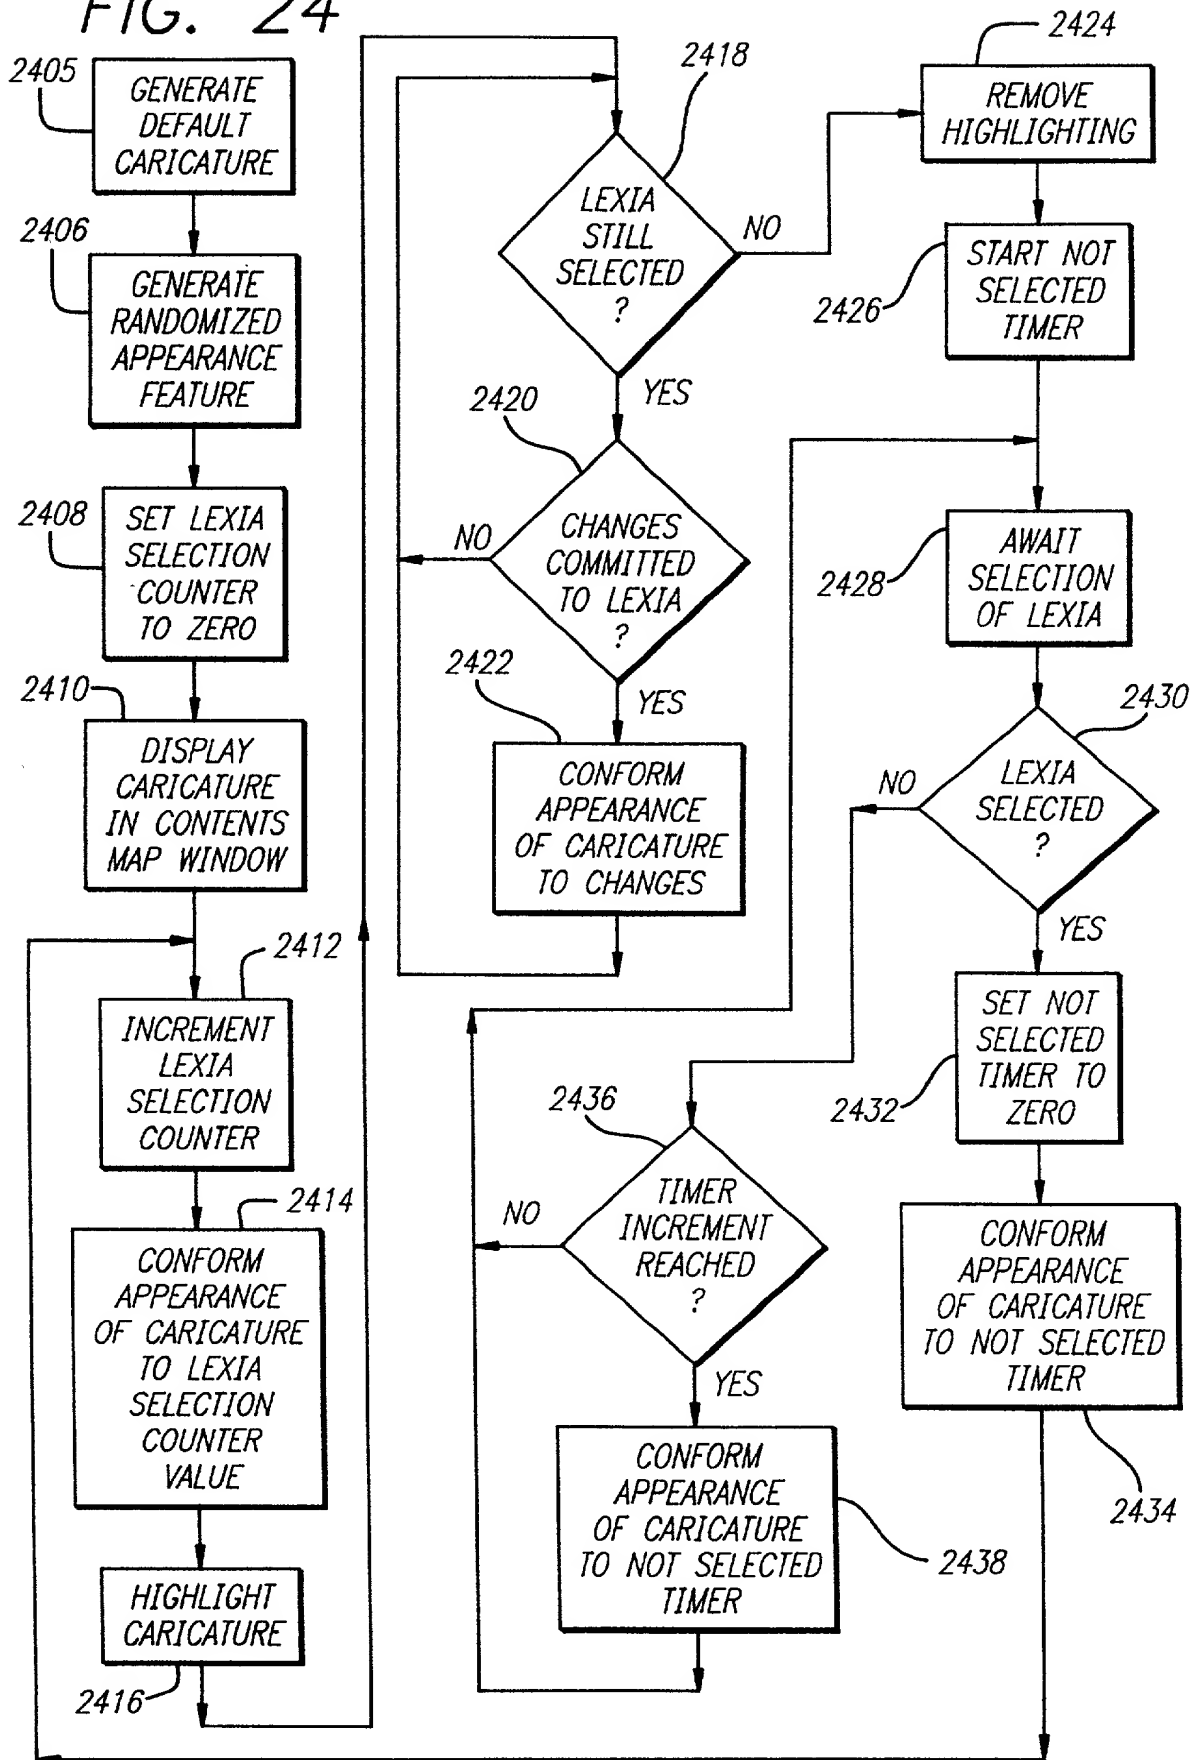 FIG. 24
2405
GENERATE
DEFAULT
CARICATURE
2406
GENERATE
RANDOMIZED
APPEARANCE
FEATURE
2408
SET LEXIA
SELECTION
COUNTER
TO ZERO
2410
DISPLAY
CARICATURE
IN CONTENTS
MAP WINDOW
2412
INCREMENT
LEXIA
SELECTION
COUNTER
2414
CONFORM
APPEARANCE
OF CARICATURE
TO LEXIA
SELECTION
COUNTER
VALUE
HIGHLIGHT
CARICATURE
2416
2418
LEXIA
STILL
SELECTED
?
NO
YES
2420
CHANGES
COMMITTED
TO LEXIA
?
NO
YES
2422
CONFORM
APPEARANCE
OF CARICATURE
TO CHANGES
2424
REMOVE
HIGHLIGHTING
START NOT
SELECTED
TIMER
2426
AWAIT
SELECTION
OF LEXIA
2428
2430
LEXIA
SELECTED
?
NO
YES
SET NOT
SELECTED
TIMER TO
ZERO
2432
CONFORM
APPEARANCE
OF CARICATURE
TO NOT SELECTED
TIMER
2434
2436
TIMER
INCREMENT
REACHED
?
NO
YES
CONFORM
APPEARANCE
OF CARICATURE
TO NOT SELECTED
TIMER
2438